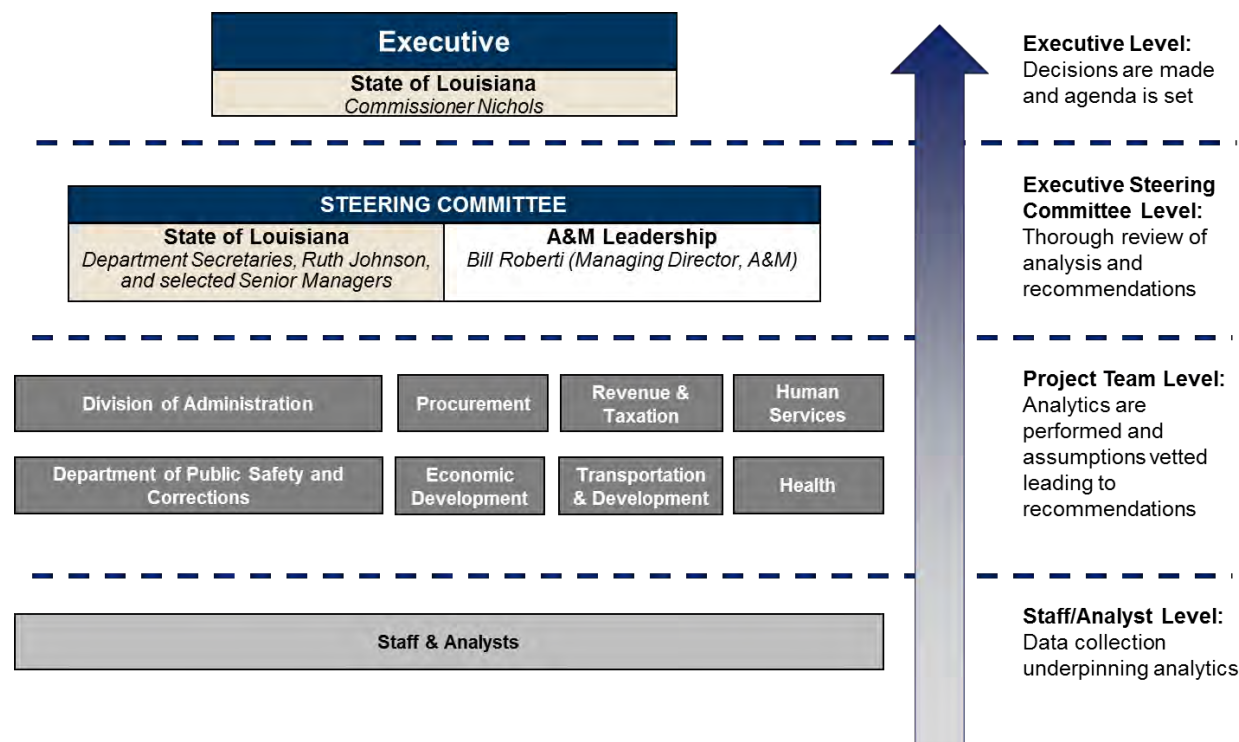 Executive
State of Louisiana
Commissioner Nichols
Executive Level:
Decisions are made
and agenda is set
STEERING COMMITTEE
State of Louisiana
Department Secretaries, Ruth Johnson,
and selected Senior Managers
A&M Leadership
Bill Roberti (Managing Director, A&M)
Executive Steering
Committee Level:
Thorough review of
analysis and
recommendations
Division of Administration
Procurement
Revenue &
Taxation
Human
Services
Department of Public Safety and
Corrections
Economic
Development
Transportation
& Development
Health
Project Team Level:
Analytics are
performed and
assumptions vetted
leading to
recommendations
Staff & Analysts
Staff/Analyst Level:
Data collection
underpinning analytics